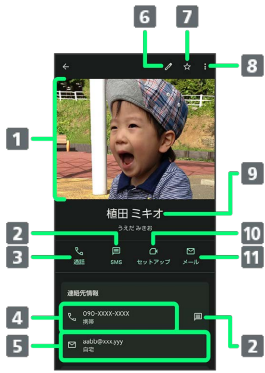 6
7
8
1
9
植田 ミキオ
うえだ みきお
2
10
3
通話
SMS
セットアップ
メール
11
連絡先情報
4
090-XXXX-XXXX
携帯
5
aabb@xxx.yyy
自宅
2